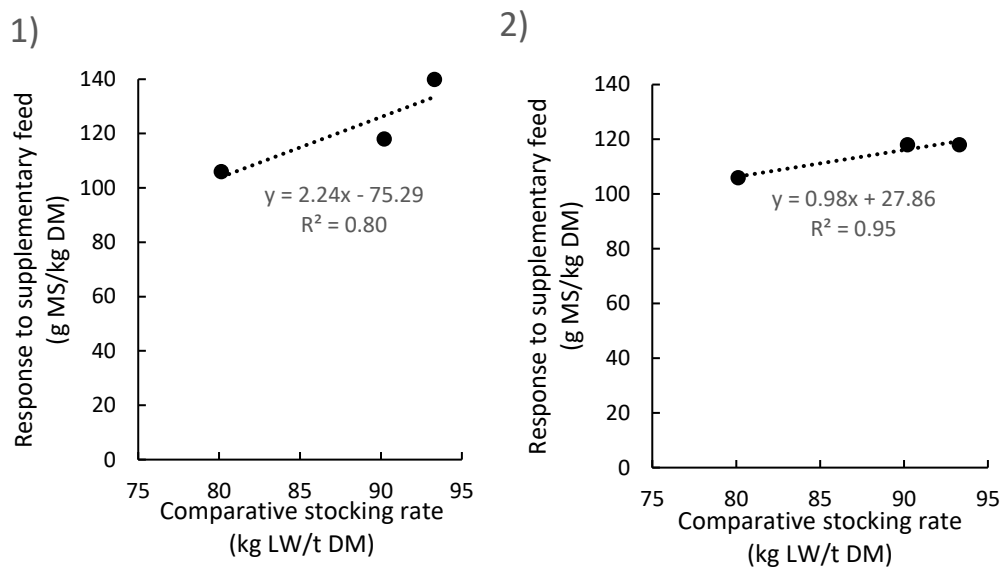 1)
Response to supplementary feed
(g MS/kg DM)
140
120
100
80
60
40
20
0
y = 2.24x - 75.29
R² = 0.80
75 80 85 90 95
Comparative stocking rate
(kg LW/t DM)
2)
Response to supplementary feed
(g MS/kg DM)
140
120
100
80
60
40
20
0
y = 0.98x + 27.86
R² = 0.95
75 80 85 90 95
Comparative stocking rate
(kg LW/t DM)